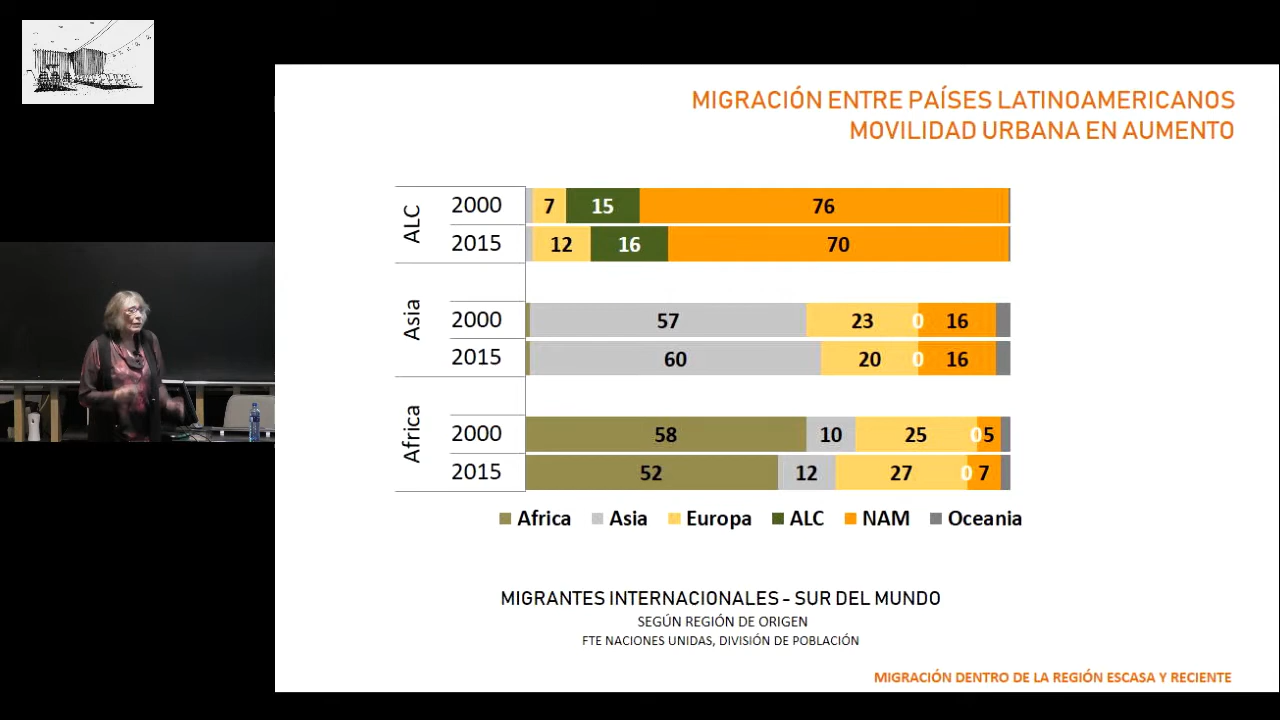 MIGRACIÓN ENTRE PAÍSES LATINOAMERICANOS
MOVILIDAD URBANA EN AUMENTO
ALC
2000 7 15 76
2015 12 16 70
Asia
2000 57 23 0 16
2015 60 20 0 16
Africa
2000 58 10 25 0 5
2015 52 12 27 0 7
Africa Asia Europa ALC NAM Oceania
MIGRANTES INTERNACIONALES - SUR DEL MUNDO
SEGÚN REGIÓN DE ORIGEN
FTE NACIONES UNIDAS, DIVISIÓN DE POBLACIÓN
MIGRACIÓN DENTRO DE LA REGIÓN ESCASA Y RECIENTE